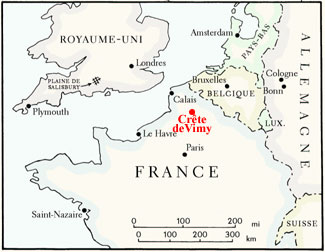 Amsterdam
ROYAUME-UNI
PAYS-BAS
ALLEMAGNE
Londres
PLAINE DE
SALISBURY
Bruxelles
Cologne
Calais
BELGIQUE
Bonn
Plymouth
Crête
de Vimy
LUX.
Le Havre
Paris
FRANCE
Saint-Nazaire
mi
0 100 200
0 100 200 300
km
SUISSE